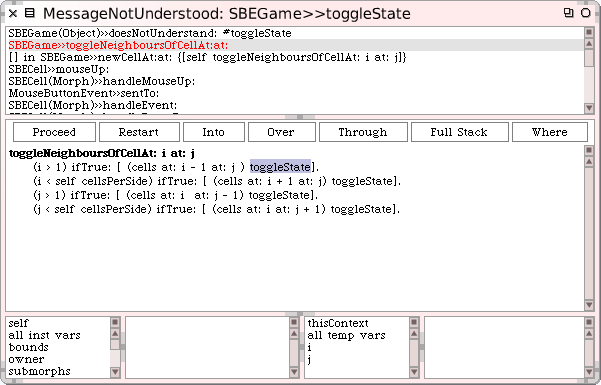 MessageNotUnderstood: SBEGame>>toggleState
SBEGame(Object)>>doesNotUnderstand: #toggleState
SBEGame>>toggleNeighboursOfCellAt:at:
[] in SBEGame>>newCellAt:at: {[self toggleNeighboursOfCellAt: i at: j]}
SBECell>>mouseUp:
SBECell(Morph)>>handleMouseUp:
MouseButtonEvent>>sentTo:
SBECell(Morph)>>handleEvent:
Proceed Restart Into Over Through Full Stack Where
toggleNeighboursOfCellAt: i at: j
(i > 1) ifTrue: [ (cells at: i - 1 at: j ) toggleState].
(i < self cellsPerSide) ifTrue: [ (cells at: i + 1 at: j) toggleState].
(j > 1) ifTrue: [ (cells at: i  at: j - 1) toggleState].
(j < self cellsPerSide) ifTrue: [ (cells at: i at: j + 1) toggleState].
self
all inst vars
bounds
owner
submorphs
thisContext
all temp vars
i
j